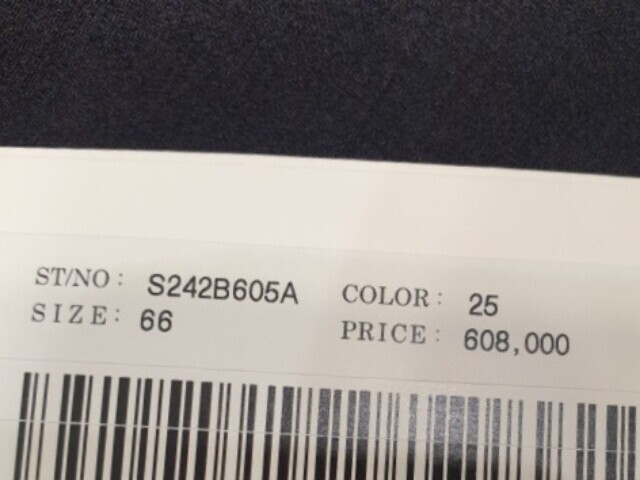 ST/NO: S242B605A COLOR: 25
SIZE: 66 PRICE: 608,000